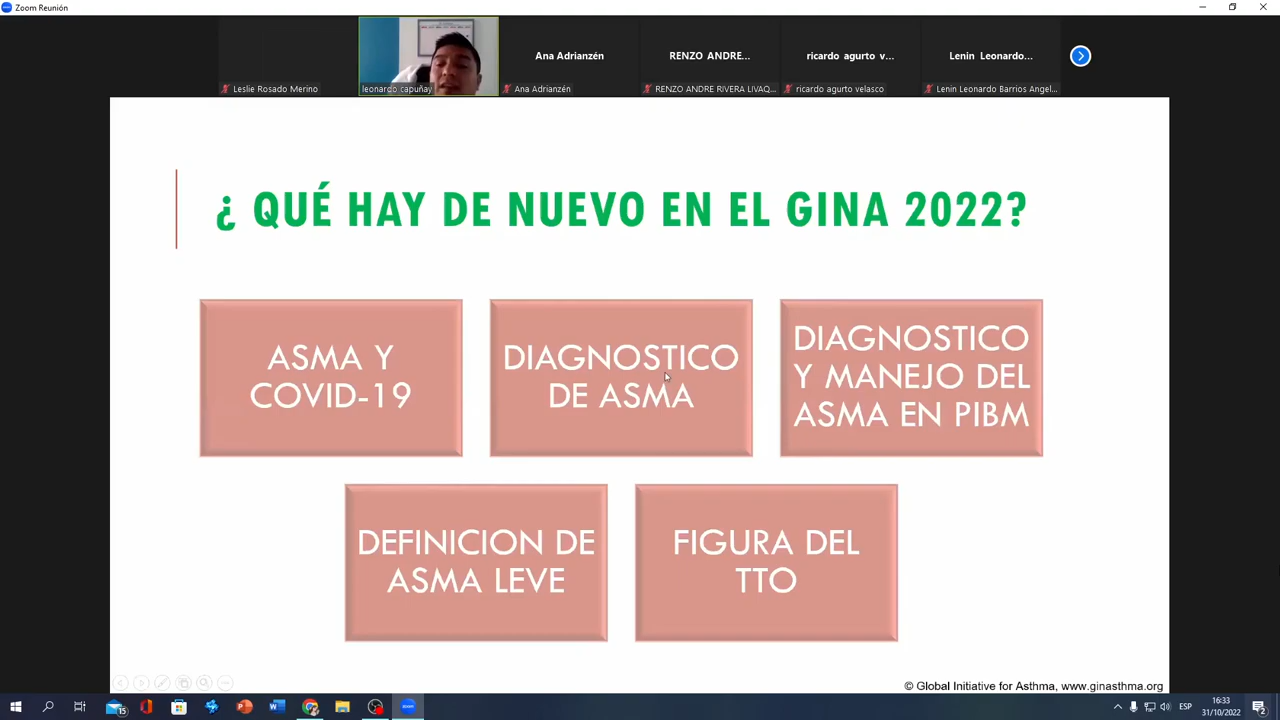 Zoom Reunión
Leslie Rosado Merino
leonardo capuñay
Ana Adrianzén
Ana Adrianzén
RENZO ANDRE...
RENZO ANDRE RIVERA LIVAQ...
ricardo agurto v...
ricardo agurto velasco
Lenin Leonardo...
Lenin Leonardo Barrios Angel...
¿ QUÉ HAY DE NUEVO EN EL GINA 2022?
ASMA Y
COVID-19
DIAGNOSTICO
DE ASMA
DIAGNOSTICO
Y MANEJO DEL
ASMA EN PIBM
DEFINICION DE
ASMA LEVE
FIGURA DEL
TTO
© Global Initiative for Asthma, www.ginasthma.org
15
zoom
ESP
16:33
31/10/2022
2